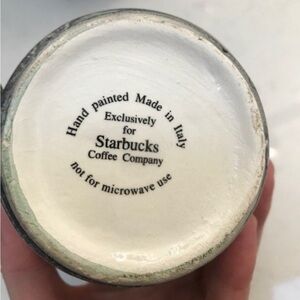 Hand painted Made in Italy
Exclusively
for
Starbucks
Coffee Company
not for microwave use